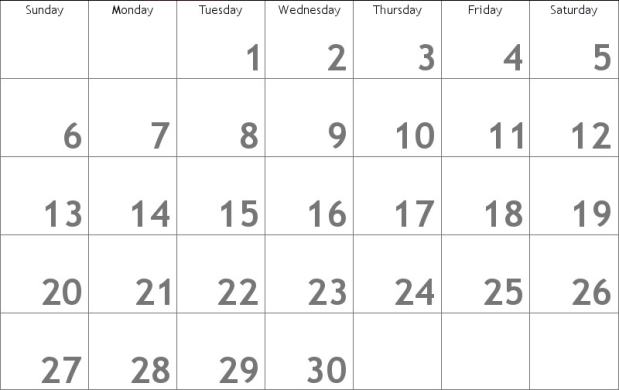 Sunday Monday Tuesday Wednesday Thursday Friday Saturday
1 2 3 4 5
6 7 8 9 10 11 12
13 14 15 16 17 18 19
20 21 22 23 24 25 26
27 28 29 30